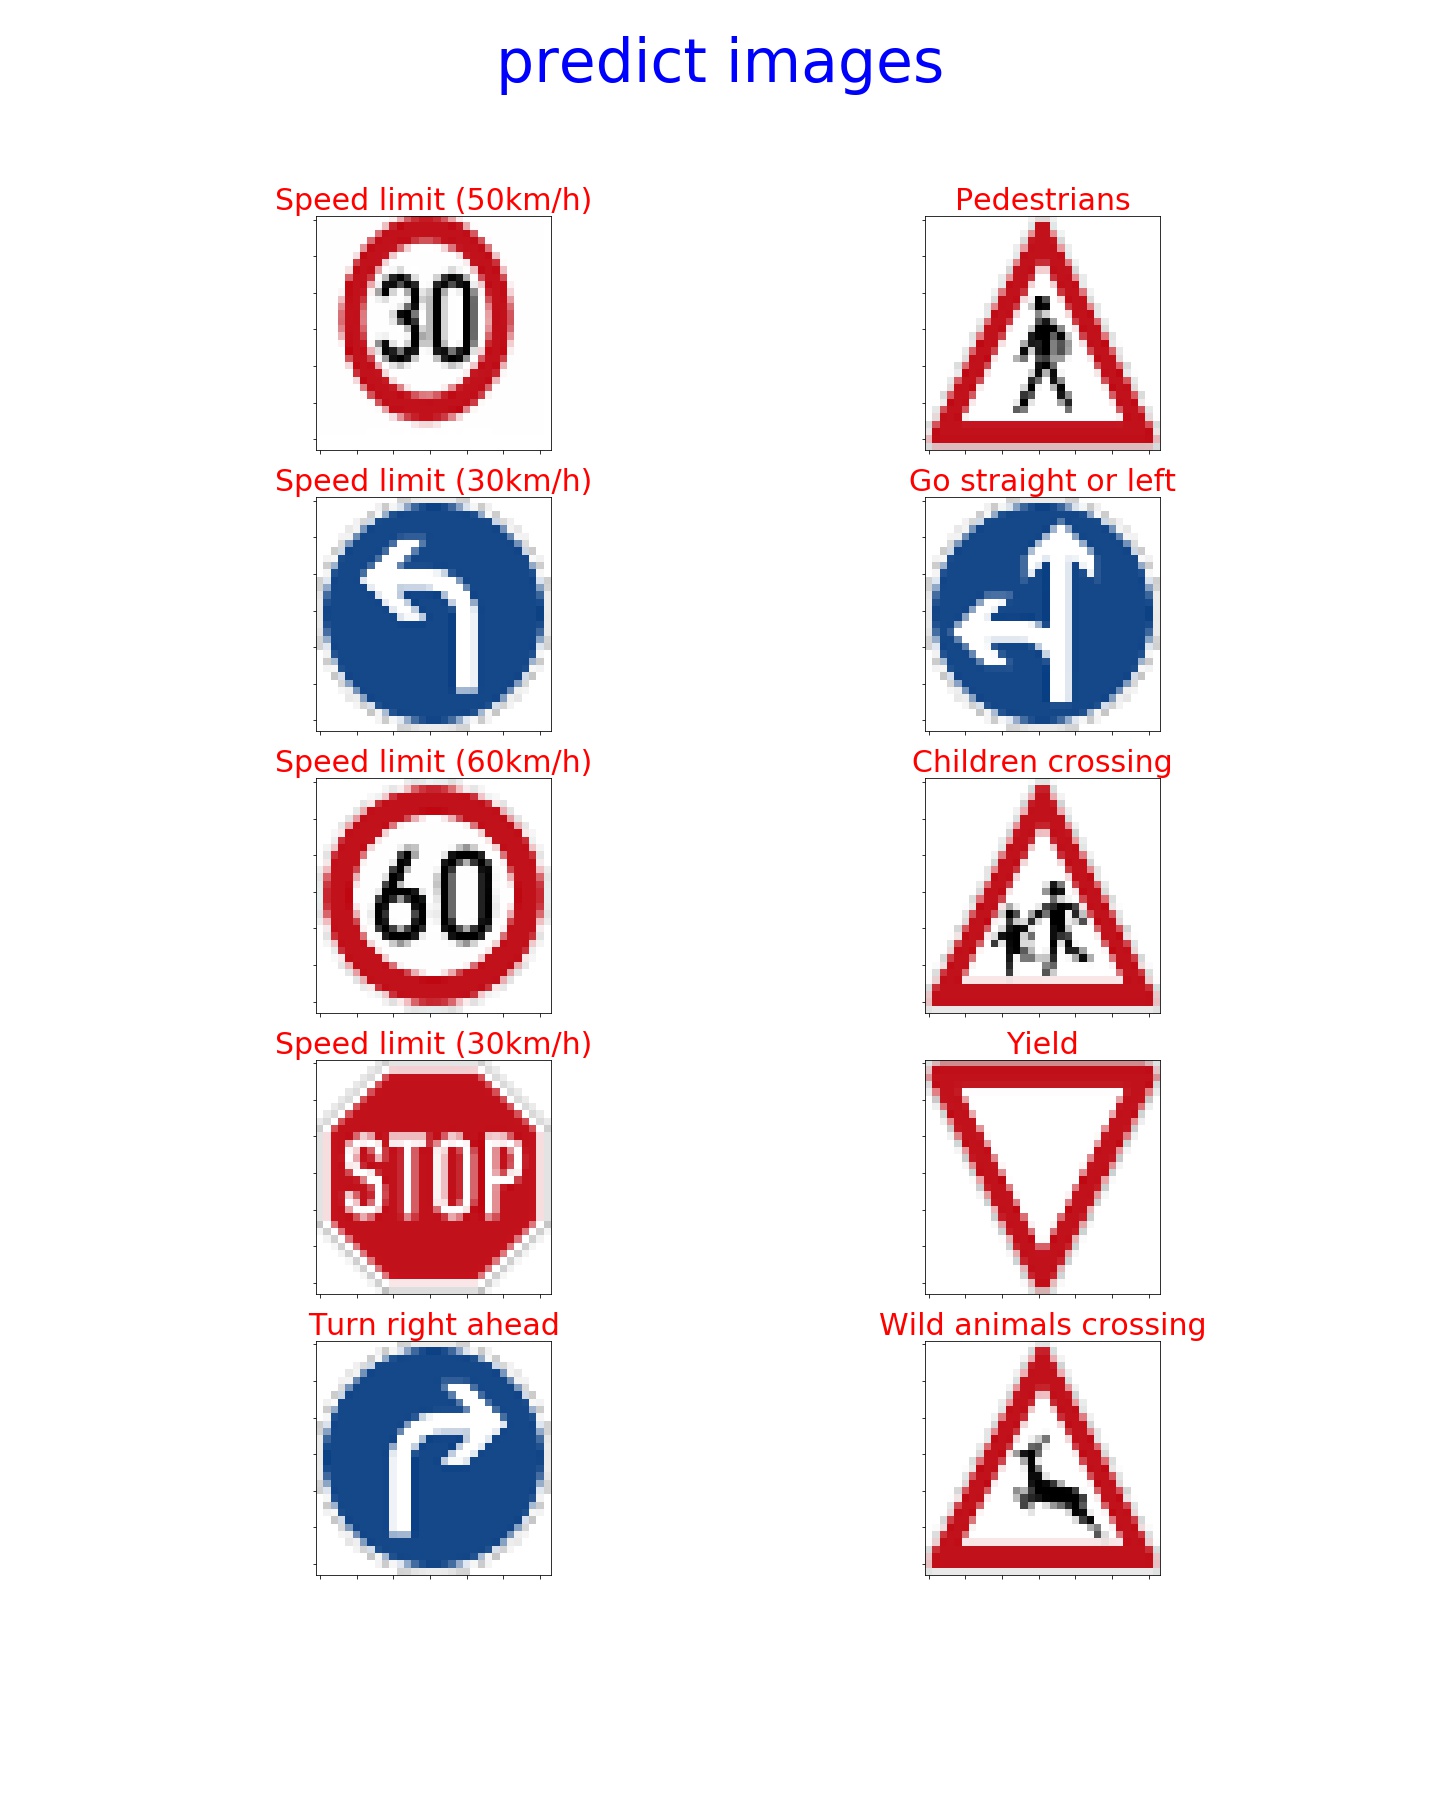 predict images
Speed limit (50km/h)
Pedestrians
30
Speed limit (30km/h)
Go straight or left
Speed limit (60km/h)
Children crossing
60
Speed limit (30km/h)
Yield
STOP
Turn right ahead
Wild animals crossing